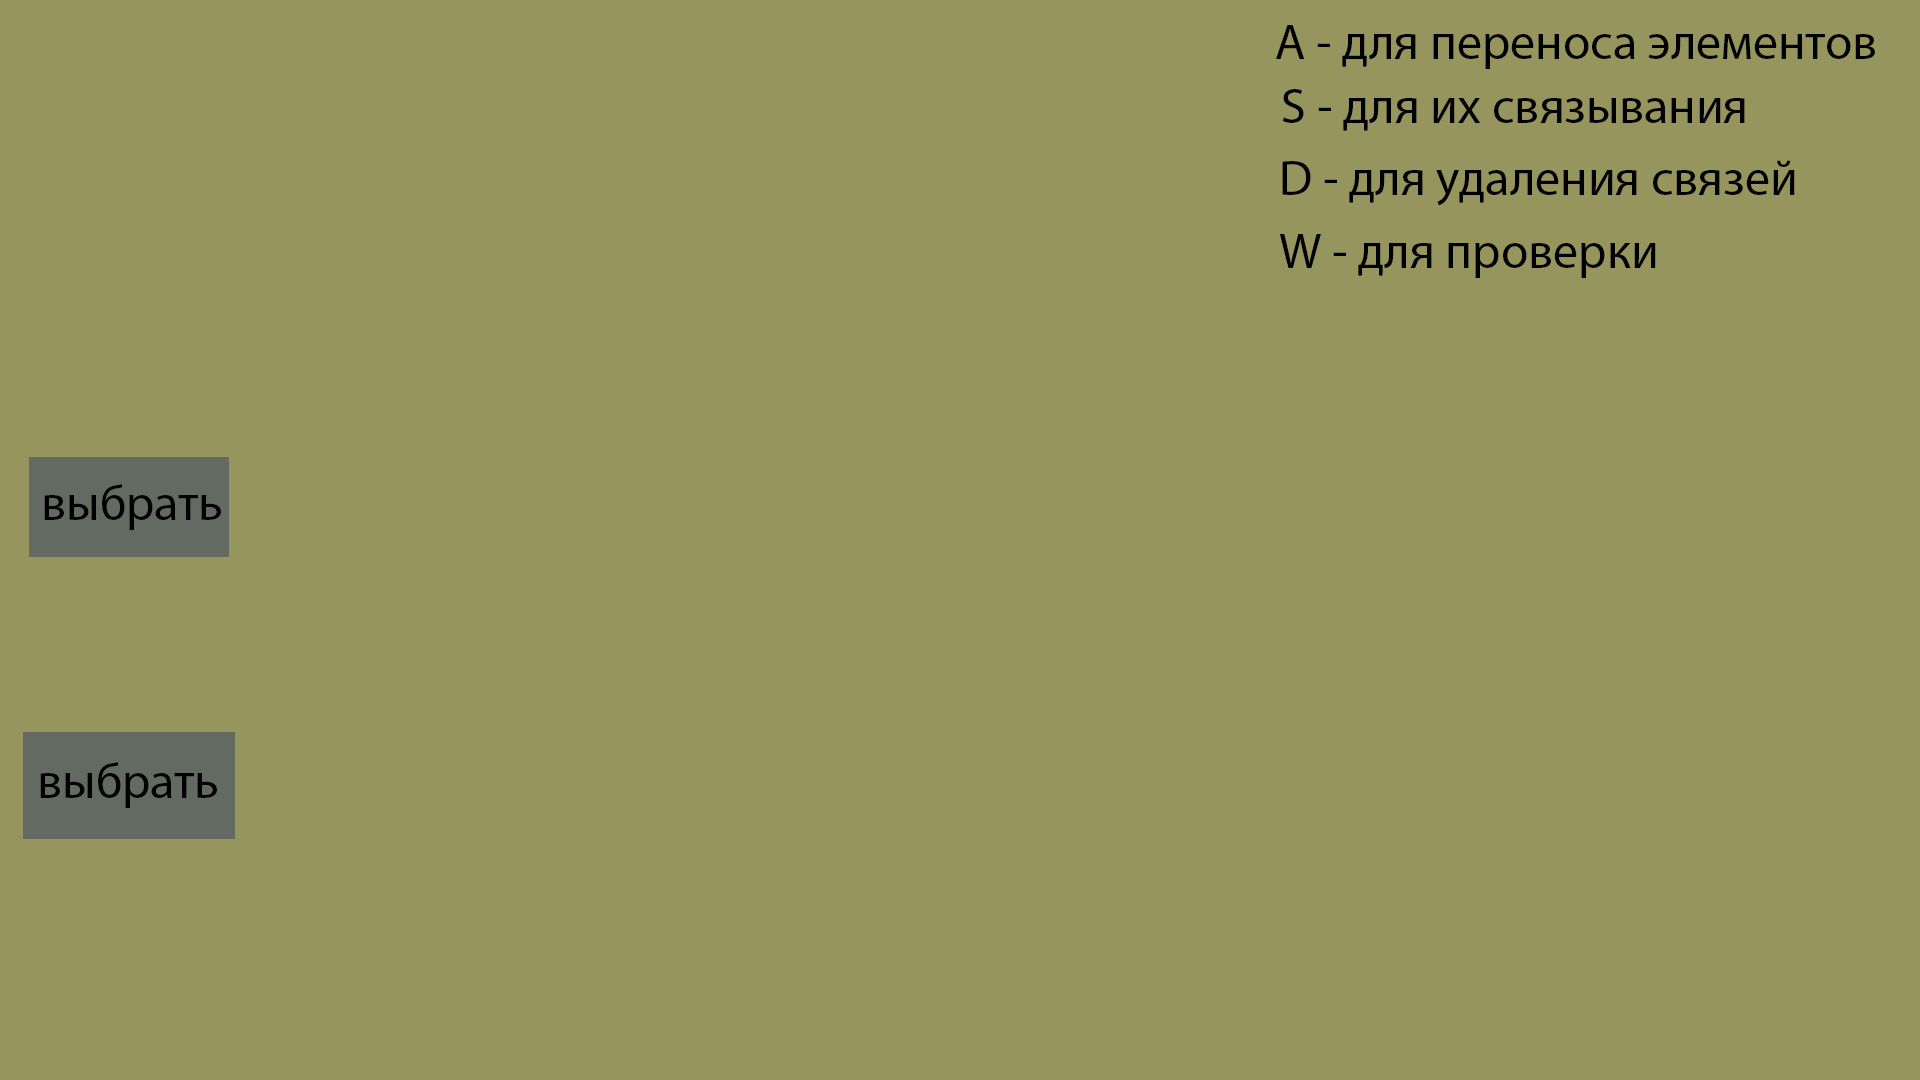 A - для переноса элементов
S - для их связывания
D - для удаления связей
W - для проверки
выбрать
выбрать